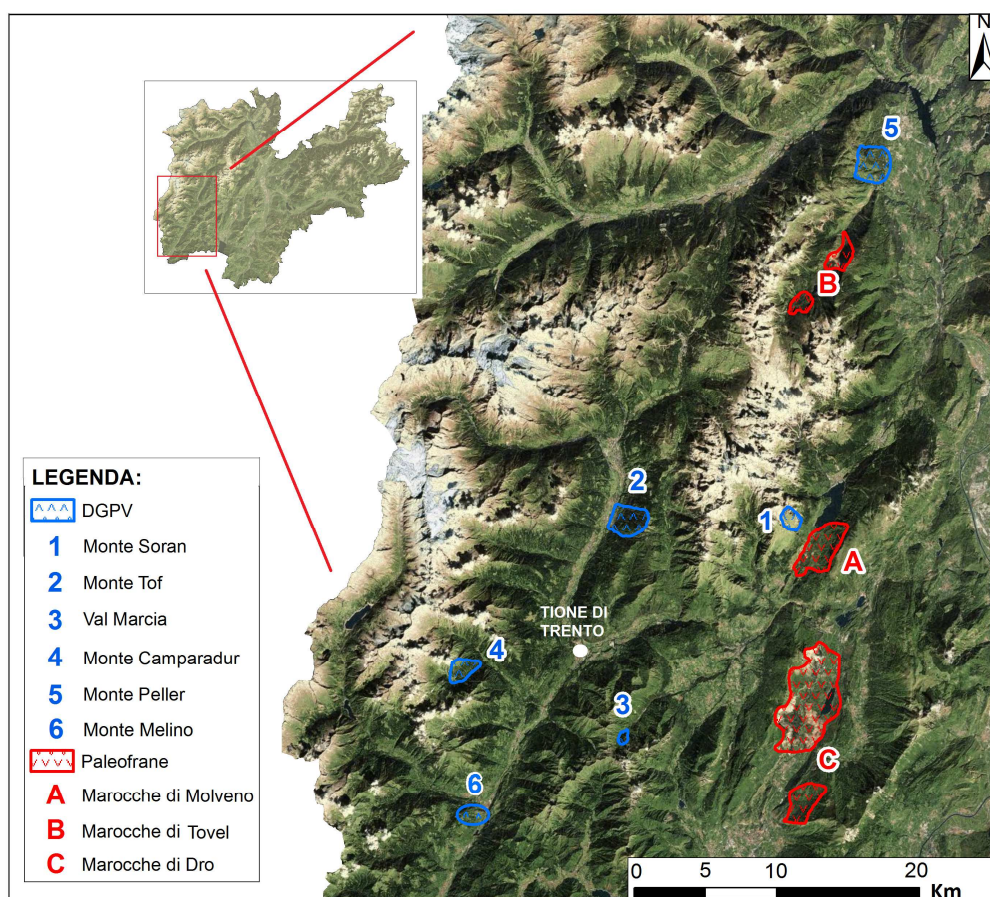 N
5
B
2
1
A
TIONE DI
TRENTO
4
3
C
6
LEGENDA:
DGPV
1 Monte Soran
2 Monte Tof
3 Val Marcia
4 Monte Camparadur
5 Monte Peller
6 Monte Melino
Paleofrane
A Marocche di Molveno
B Marocche di Tovel
C Marocche di Dro
0 5 10 20
Km